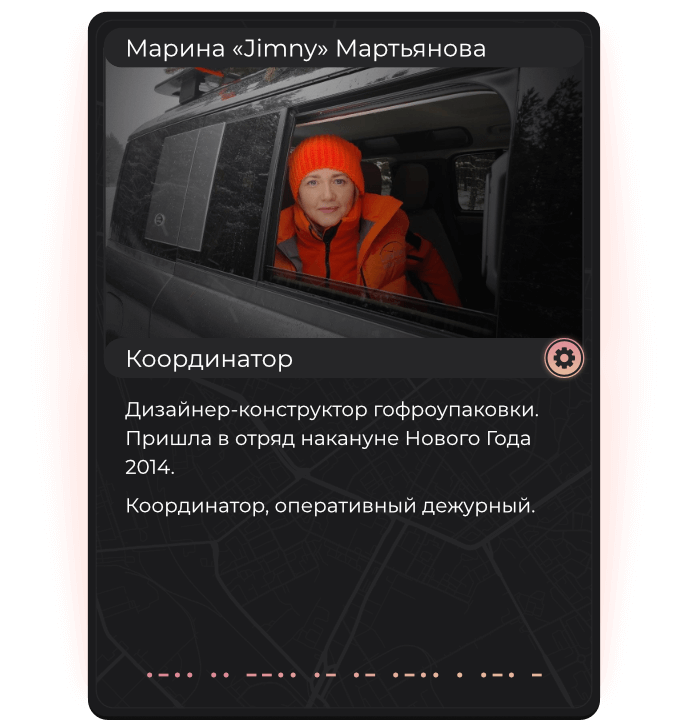 Марина «Jimny» Мартьянова
Координатор
Дизайнер-конструктор гофроупаковки.
Пришла в отряд накануне Нового Года
2014.
Координатор, оперативный дежурный.